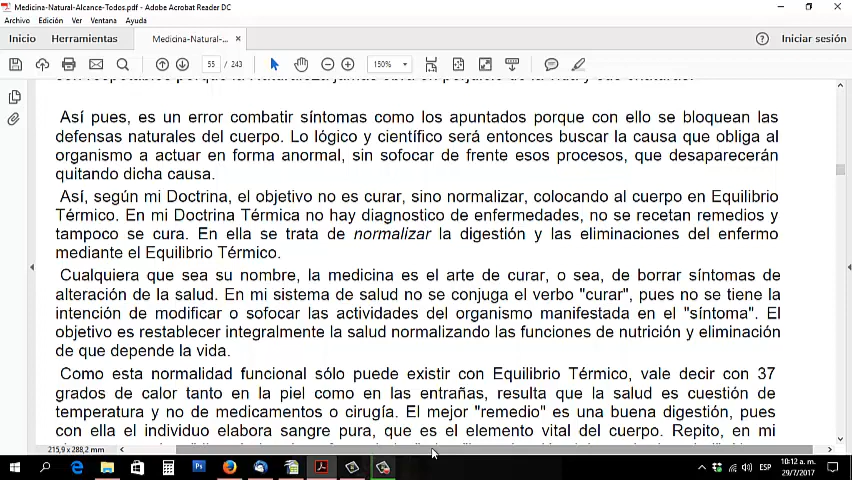 Medicina-Natural-Alcance-Todos.pdf - Adobe Acrobat Reader DC
Archivo Edición Ver Ventana Ayuda
Inicio Herramientas Medicina-Natural-... × Iniciar sesión
55 / 243 150%
Así pues, es un error combatir síntomas como los apuntados porque con ello se bloquean las
defensas naturales del cuerpo. Lo lógico y científico será entonces buscar la causa que obliga al
organismo a actuar en forma anormal, sin sofocar de frente esos procesos, que desaparecerán
quitando dicha causa.
Así, según mi Doctrina, el objetivo no es curar, sino normalizar, colocando al cuerpo en Equilibrio
Térmico. En mi Doctrina Térmica no hay diagnostico de enfermedades, no se recetan remedios y
tampoco se cura. En ella se trata de normalizar la digestión y las eliminaciones del enfermo
mediante el Equilibrio Térmico.
Cualquiera que sea su nombre, la medicina es el arte de curar, o sea, de borrar síntomas de
alteración de la salud. En mi sistema de salud no se conjuga el verbo "curar", pues no se tiene la
intención de modificar o sofocar las actividades del organismo manifestada en el "síntoma". El
objetivo es restablecer integralmente la salud normalizando las funciones de nutrición y eliminación
de que depende la vida.
Como esta normalidad funcional sólo puede existir con Equilibrio Térmico, vale decir con 37
grados de calor tanto en la piel como en las entrañas, resulta que la salud es cuestión de
temperatura y no de medicamentos o cirugía. El mejor "remedio" es una buena digestión, pues
con ella el individuo elabora sangre pura, que es el elemento vital del cuerpo. Repito, en mi
215,9 x 288,2 mm
ESP 10:12 a. m.
29/7/2017